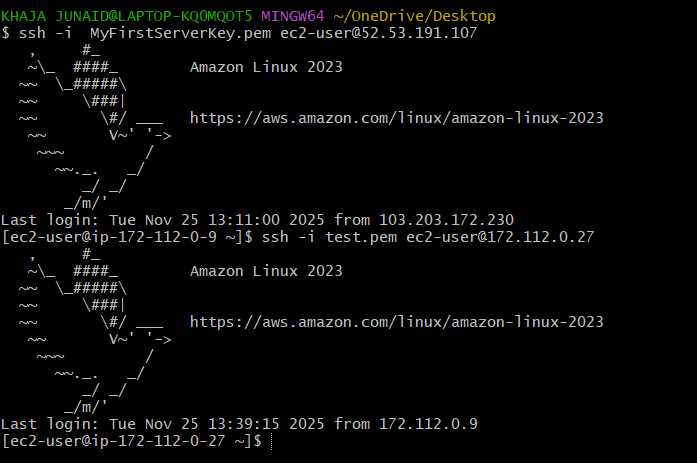 KHAJA JUNAID@LAPTOP-KQOMQOT5 MINGW64 ~/OneDrive/Desktop
$ ssh -i  MyFirstServerKey.pem ec2-user@52.53.191.107
   ,     #_
   ~\_  ####_        Amazon Linux 2023
  ~~  \_#####\
  ~~     \###|
  ~~       \#/ ___   https://aws.amazon.com/linux/amazon-linux-2023
   ~~       V~' '->
    ~~~         /
      ~~._.   _/
         _/ _/
       _/m/'
Last login: Tue Nov 25 13:11:00 2025 from 103.203.172.230
[ec2-user@ip-172-112-0-9 ~]$ ssh -i test.pem ec2-user@172.112.0.27
   ,     #_
   ~\_  ####_        Amazon Linux 2023
  ~~  \_#####\
  ~~     \###|
  ~~       \#/ ___   https://aws.amazon.com/linux/amazon-linux-2023
   ~~       V~' '->
    ~~~         /
      ~~._.   _/
         _/ _/
       _/m/'
Last login: Tue Nov 25 13:39:15 2025 from 172.112.0.9
[ec2-user@ip-172-112-0-27 ~]$